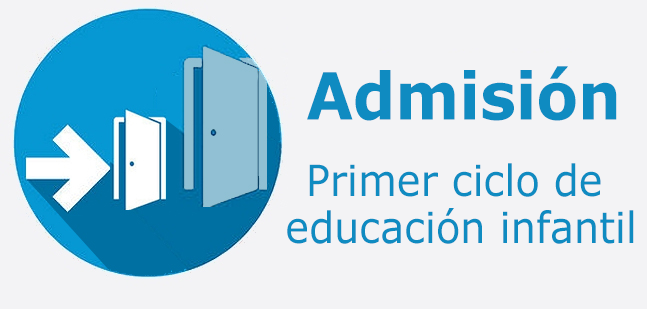 Admisión
Primer ciclo de
educación infantil